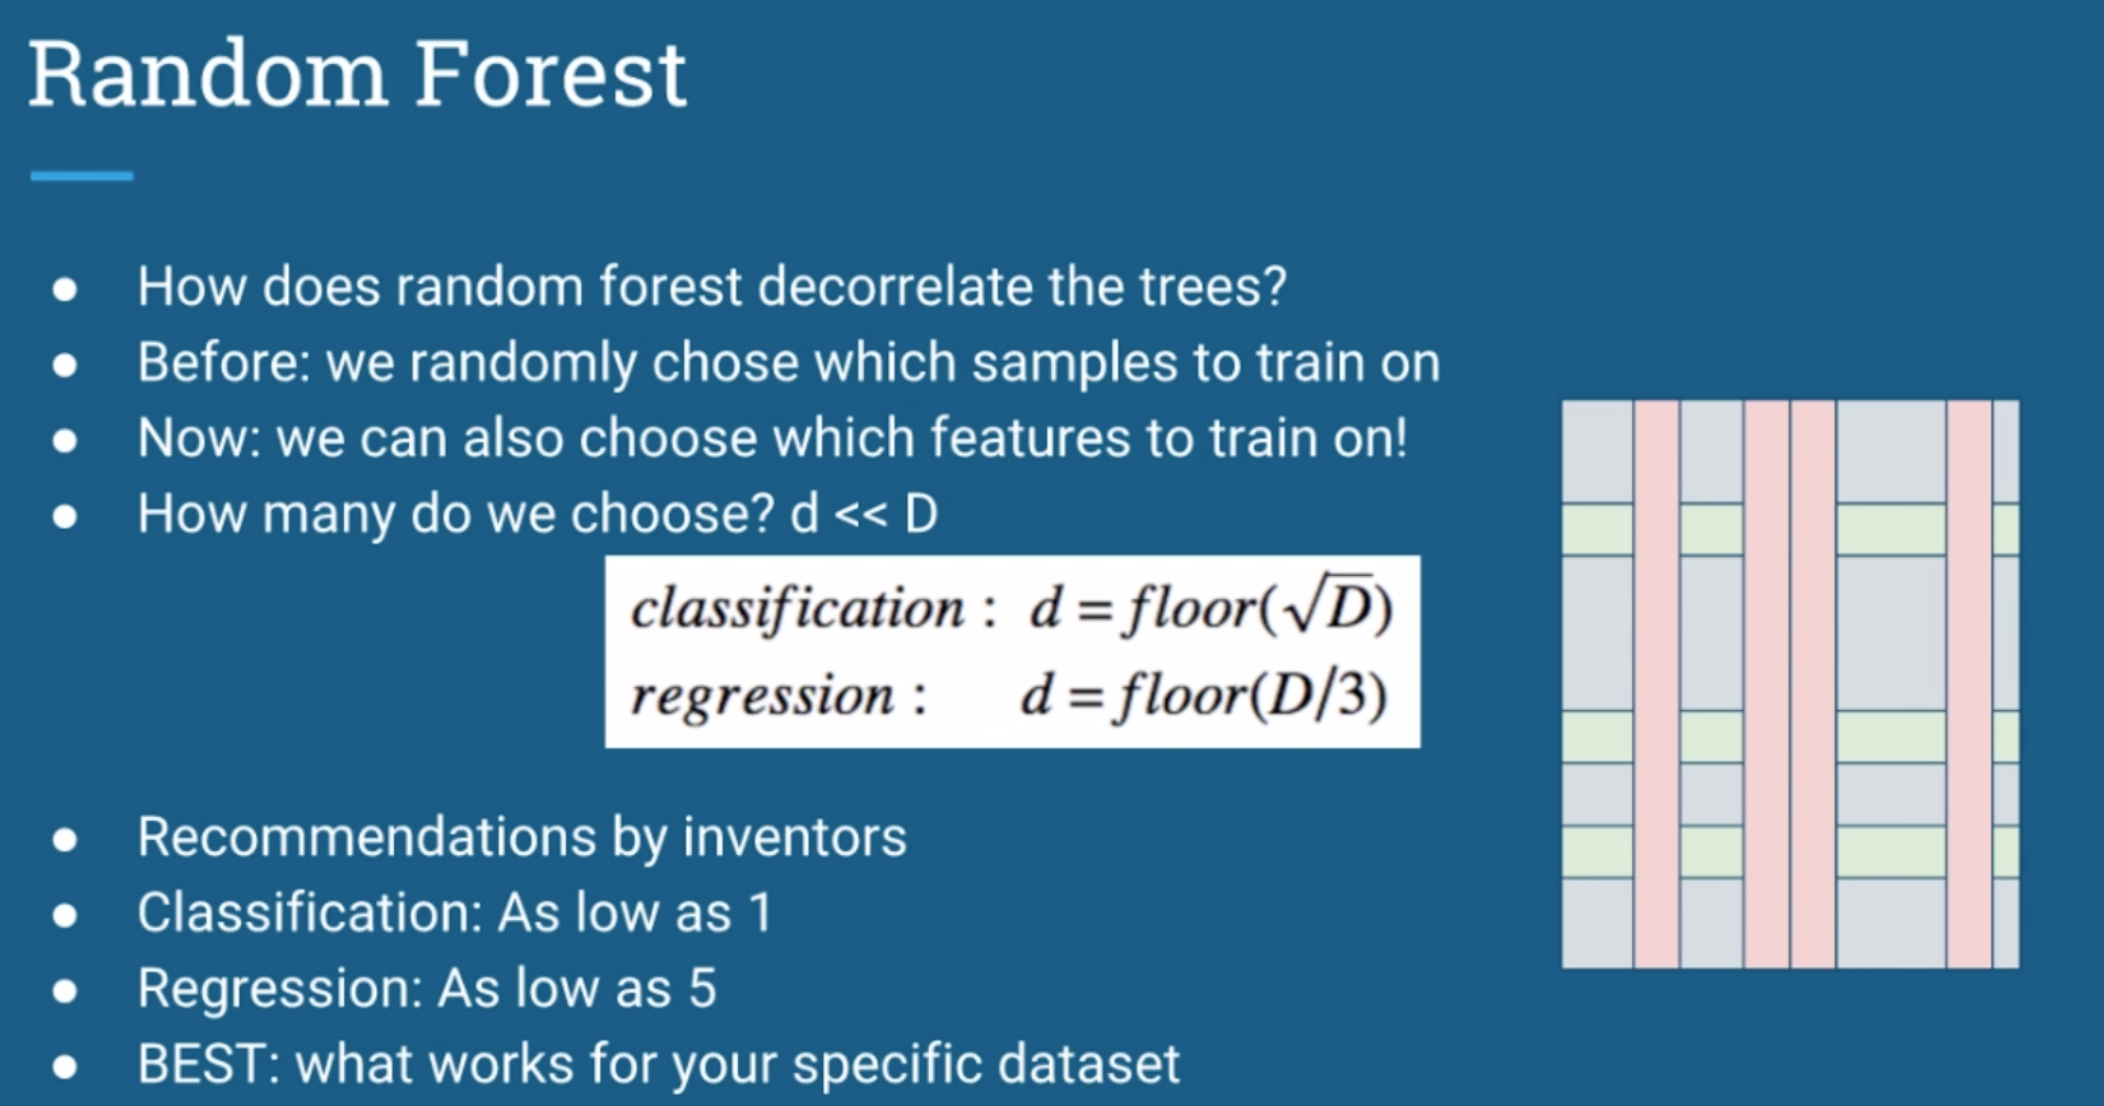 Random Forest
● How does random forest decorrelate the trees?
● Before: we randomly chose which samples to train on
● Now: we can also choose which features to train on!
● How many do we choose? d << D
classification : d = floor(√D)
regression : d = floor(D/3)
● Recommendations by inventors
● Classification: As low as 1
● Regression: As low as 5
● BEST: what works for your specific dataset